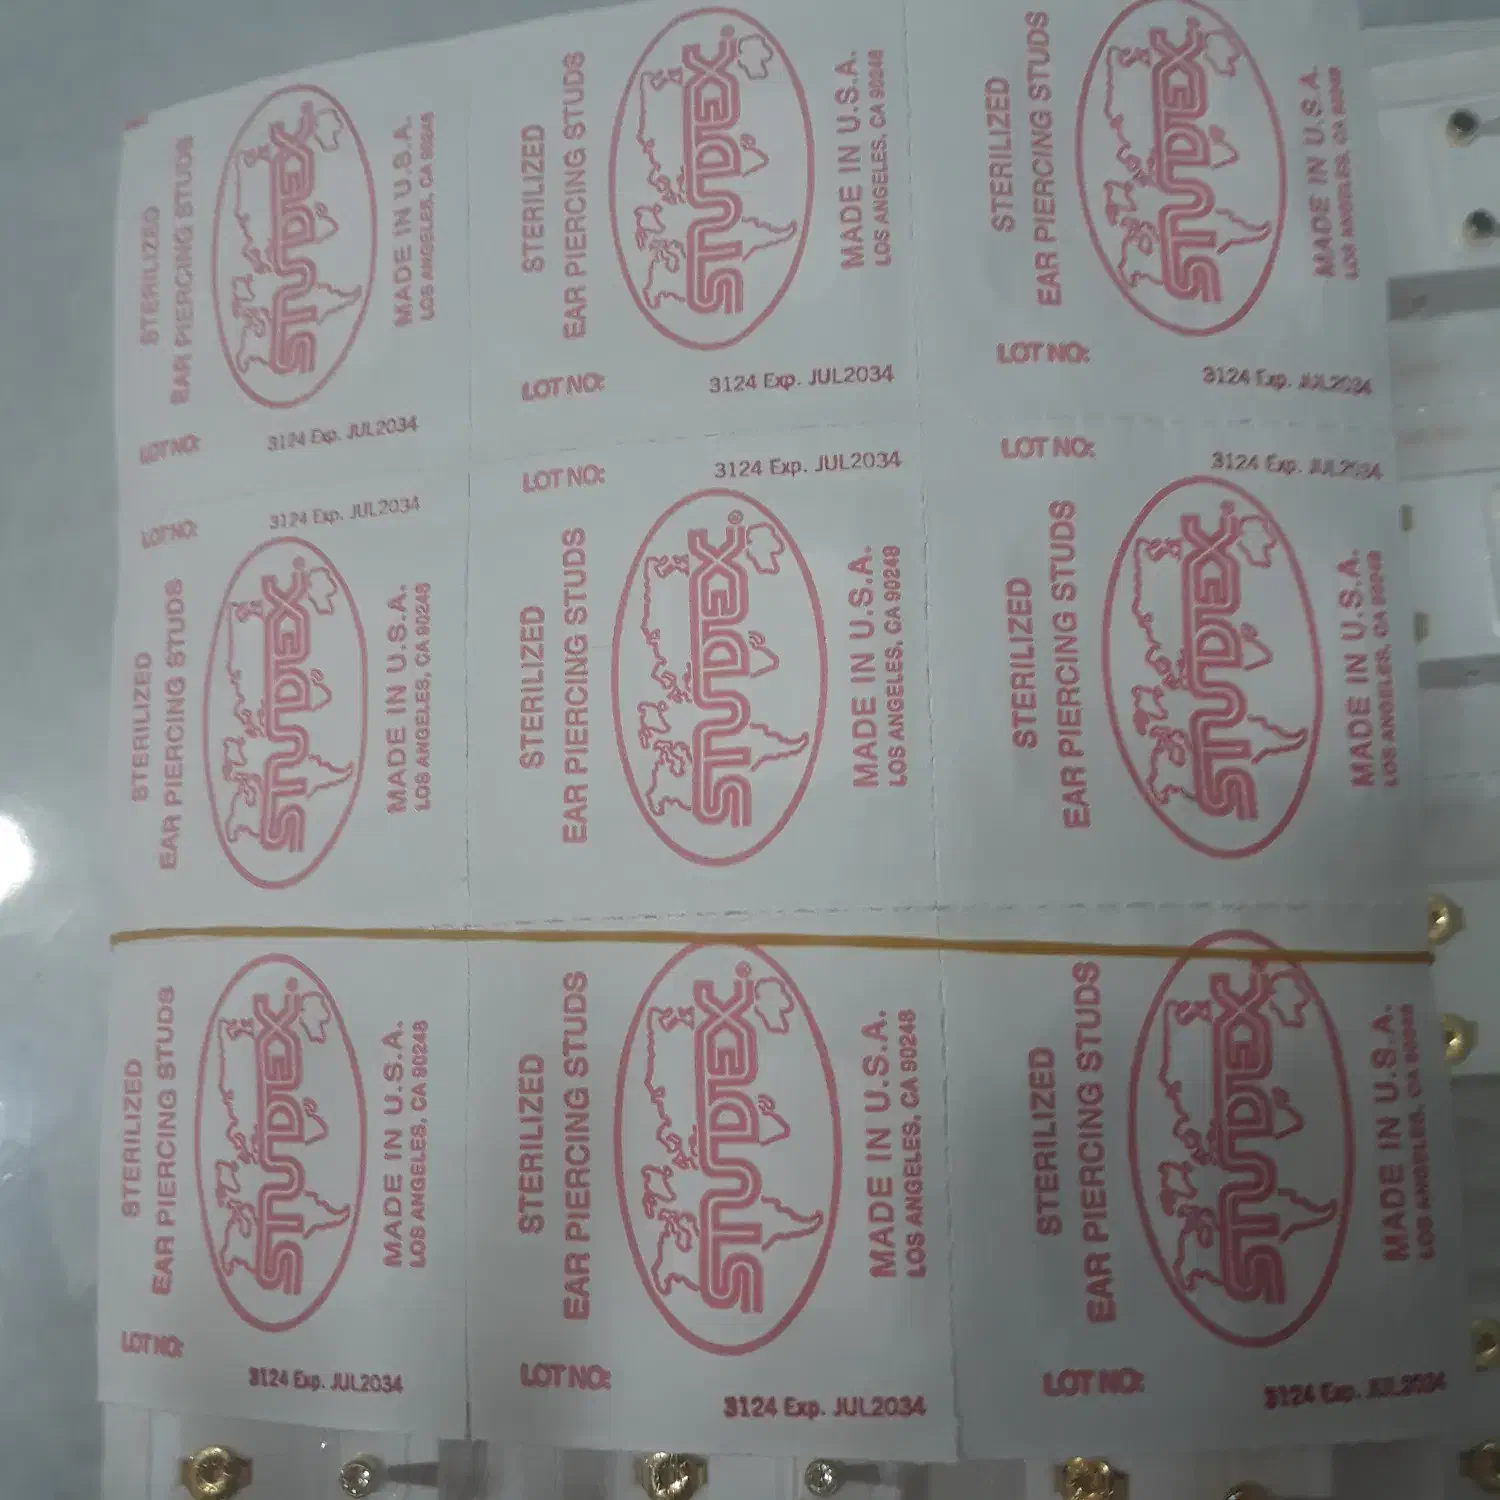 STERILIZED
EAR PIERCING STUDS
STUDEX®
MADE IN U.S.A.
LOS ANGELES, CA 90248
LOT NO:
3124 Exp. JUL2034
STERILIZED
EAR PIERCING STUDS
STUDEX®
MADE IN U.S.A.
LOS ANGELES, CA 90248
LOT NO:
3124 Exp. JUL2034
STERILIZED
EAR PIERCING STUDS
STUDEX®
MADE IN U.S.A.
LOS ANGELES, CA 90248
LOT NO:
3124 Exp. JUL2034
LOT NO:
3124 Exp. JUL2034
STERILIZED
EAR PIERCING STUDS
STUDEX®
MADE IN U.S.A.
LOS ANGELES, CA 90248
LOT NO:
3124 Exp. JUL2034
STERILIZED
EAR PIERCING STUDS
STUDEX®
MADE IN U.S.A.
LOS ANGELES, CA 90248
LOT NO:
3124 Exp. JUL2034
STERILIZED
EAR PIERCING STUDS
STUDEX®
MADE IN U.S.A.
LOS ANGELES, CA 90248
STERILIZED
EAR PIERCING STUDS
STUDEX®
MADE IN U.S.A.
LOS ANGELES, CA 90248
LOT NO:
3124 Exp. JUL2034
STERILIZED
EAR PIERCING STUDS
STUDEX®
MADE IN U.S.A.
LOS ANGELES, CA 90248
LOT NO:
3124 Exp. JUL2034
STERILIZED
EAR PIERCING STUDS
STUDEX®
MADE IN U.S.A.
LOS ANGELES, CA 90248
LOT NO:
3124 Exp. JUL2034